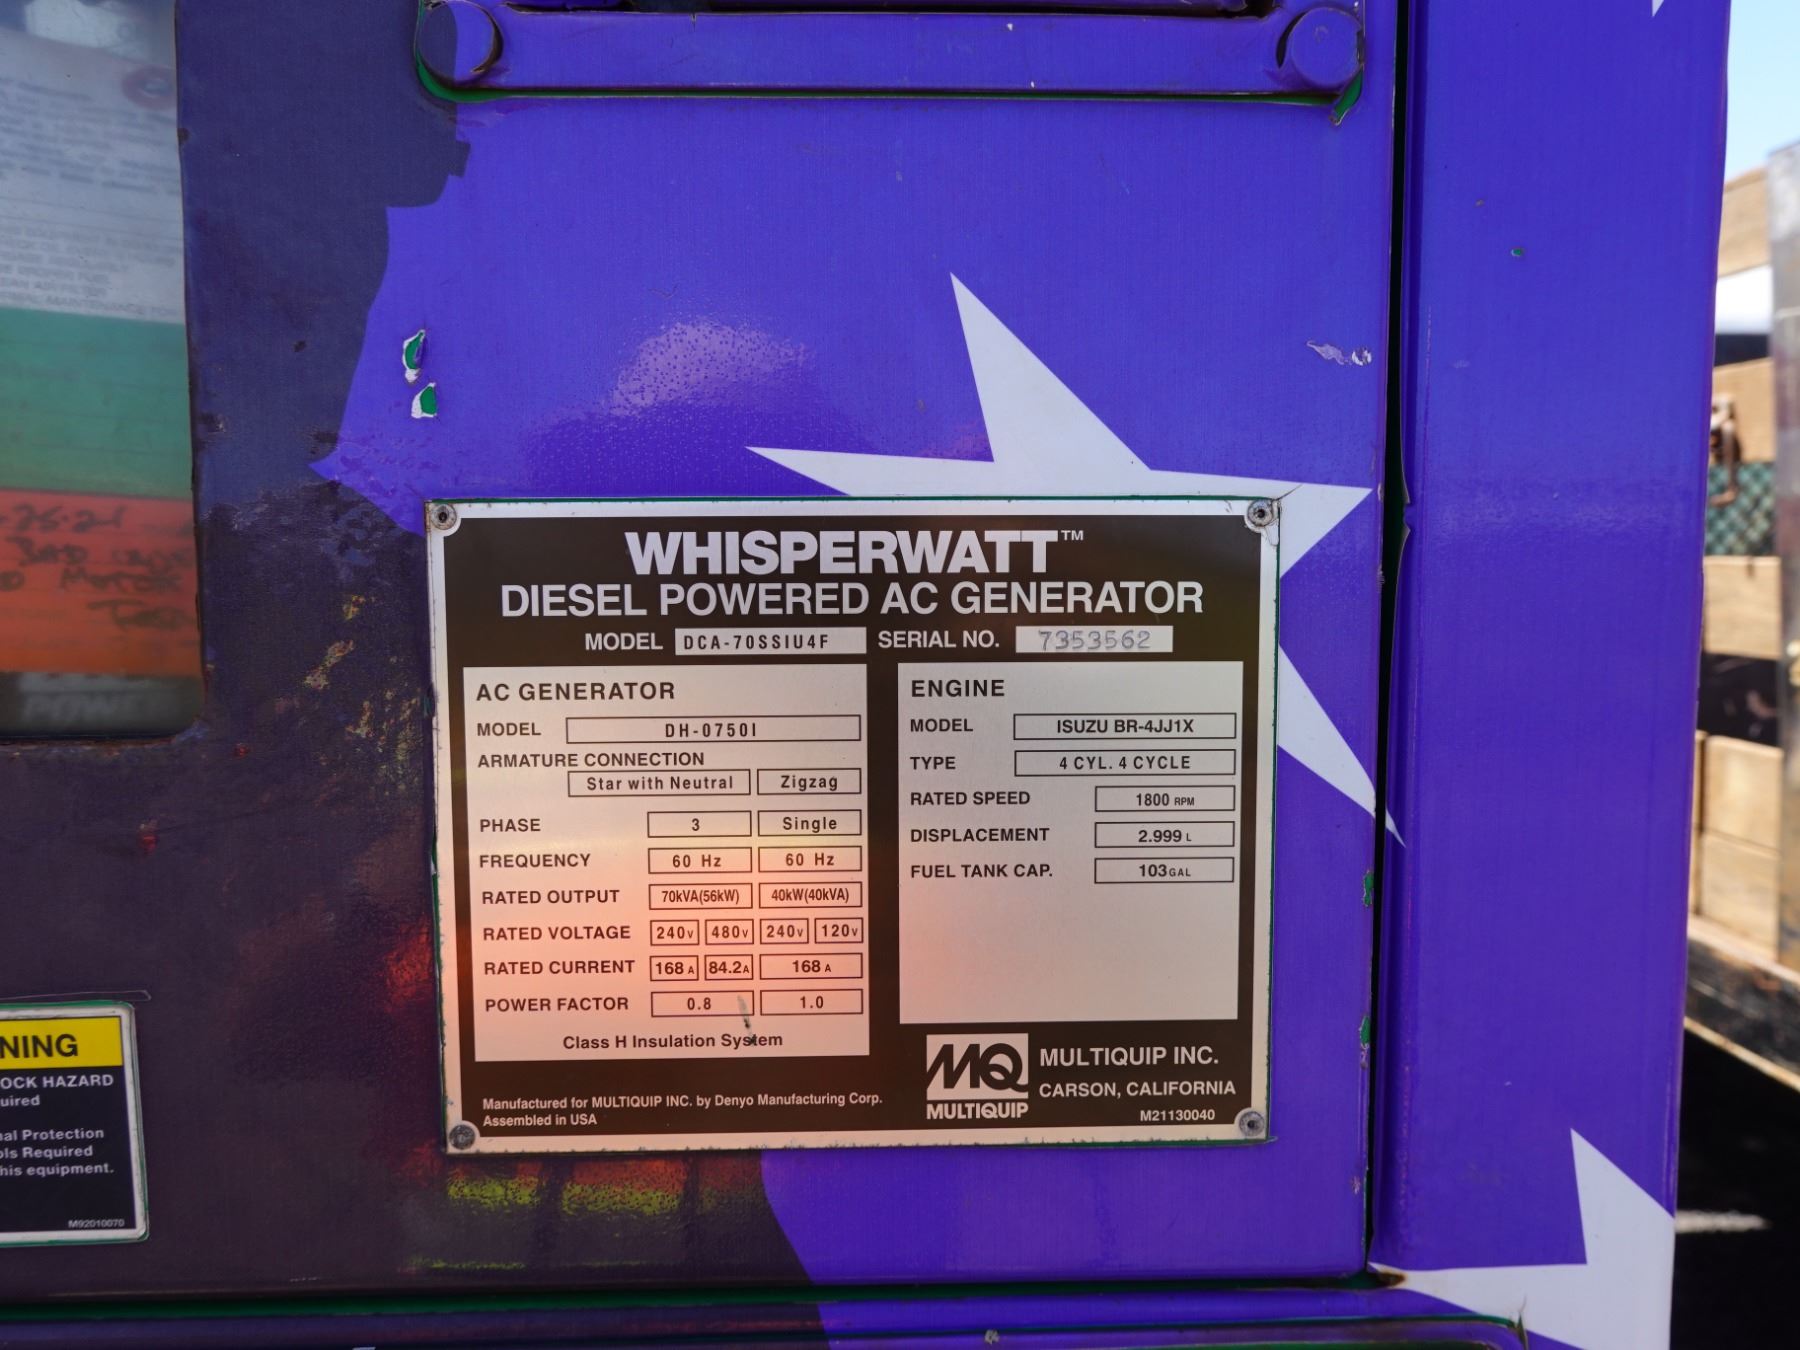 WHISPERWATT™
DIESEL POWERED AC GENERATOR
MODEL DCA-70SSIU4F SERIAL NO. 7353562
AC GENERATOR
MODEL DH-0750I
ARMATURE CONNECTION
Star with Neutral Zigzag
PHASE 3 Single
FREQUENCY 60 Hz 60 Hz
RATED OUTPUT 70kVA(56kW) 40kW(40kVA)
RATED VOLTAGE 240V 480V 240V 120V
RATED CURRENT 168 A 84.2A 168 A
POWER FACTOR 0.8 1.0
Class H Insulation System
ENGINE
MODEL ISUZU BR-4JJ1X
TYPE 4 CYL. 4 CYCLE
RATED SPEED 1800 RPM
DISPLACEMENT 2.999 L
FUEL TANK CAP. 103GAL
Manufactured for MULTIQUIP INC. by Denyo Manufacturing Corp.
Assembled in USA
MQ
MULTIQUIP
MULTIQUIP INC.
CARSON, CALIFORNIA
M21130040
NING
OCK HAZARD
uired
al Protection
ols Required
his equipment.
M92010070
POWE